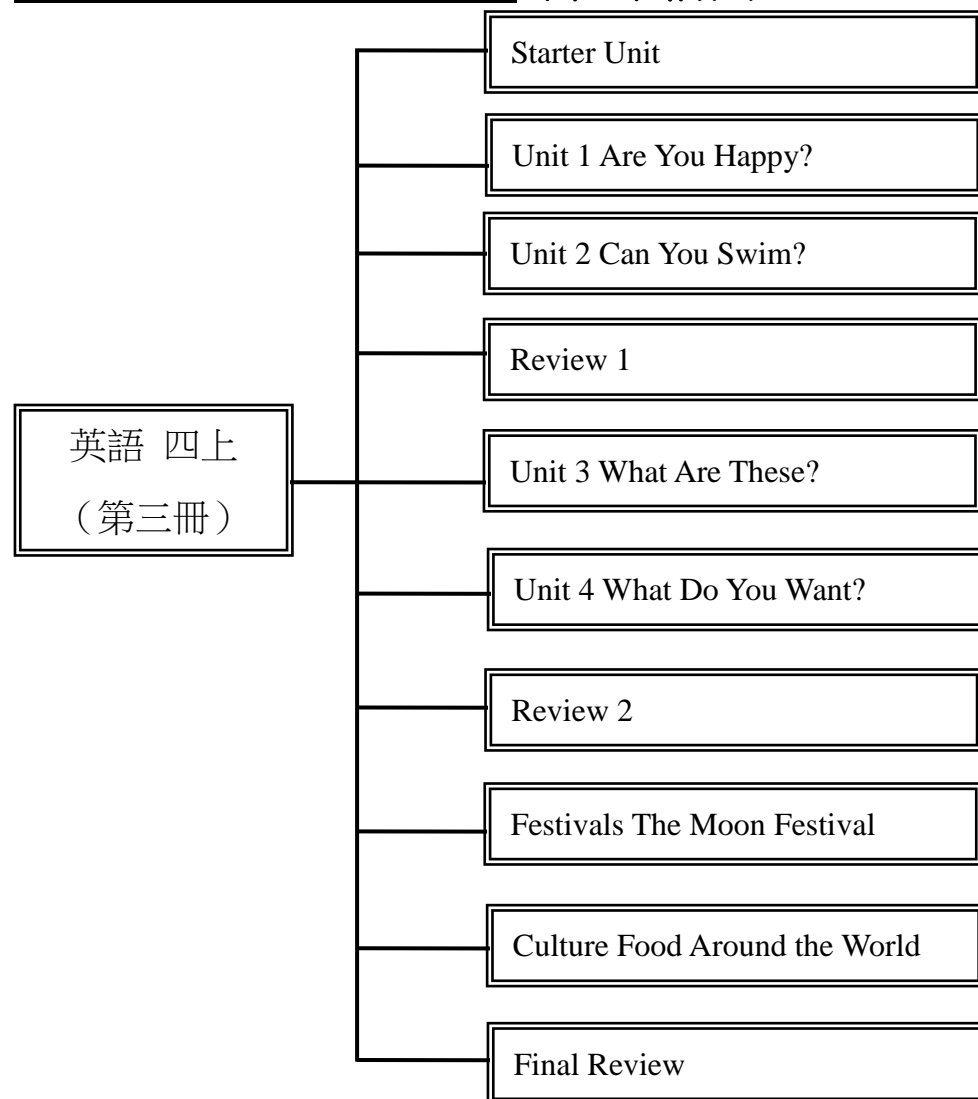 Starter Unit
Unit 1 Are You Happy?
Unit 2 Can You Swim?
Review 1
英語 四上
（第三冊）
Unit 3 What Are These?
Unit 4 What Do You Want?
Review 2
Festivals The Moon Festival
Culture Food Around the World
Final Review